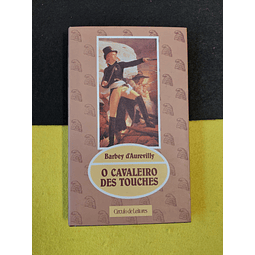 Barbey d'Aurevilly
O CAVALEIRO
DES TOUCHES
Círculo de Leitores